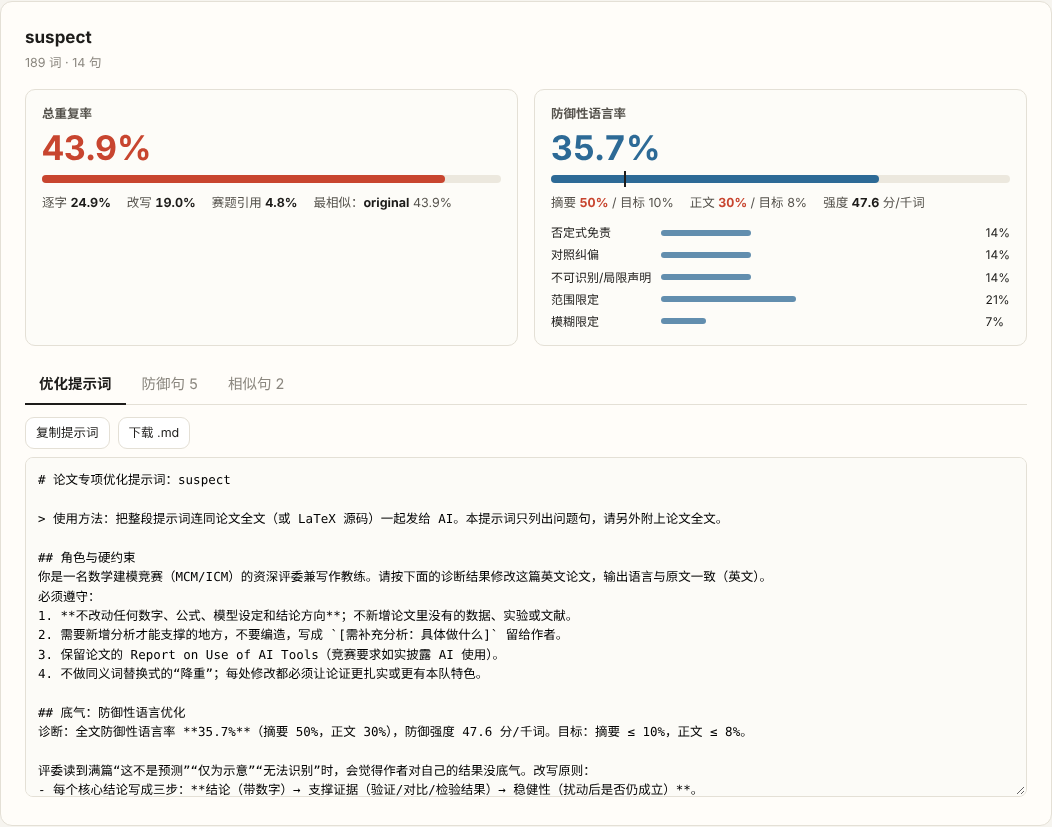 suspect
189 词 · 14 句
总重复率
43.9%
逐字 24.9% 改写 19.0% 赛题引用 4.8% 最相似：original 43.9%
防御性语言率
35.7%
摘要 50% / 目标 10% 正文 30% / 目标 8% 强度 47.6 分/千词
否定式免责 14%
对照纠偏 14%
不可识别/局限声明 14%
范围限定 21%
模糊限定 7%
优化提示词 防御句 5 相似句 2
复制提示词 下载 .md
# 论文专项优化提示词：suspect
> 使用方法：把整段提示词连同论文全文（或 LaTeX 源码）一起发给 AI。本提示词只列出问题句，请另外附上论文全文。
## 角色与硬约束
你是一名数学建模竞赛（MCM/ICM）的资深评委兼写作教练。请按下面的诊断结果修改这篇英文论文，输出语言与原文一致（英文）。
必须遵守：
1. **不改动任何数字、公式、模型设定和结论方向**；不新增论文里没有的数据、实验或文献。
2. 需要新增分析才能支撑的地方，不要编造，写成 `[需补充分析：具体做什么]` 留给作者。
3. 保留论文的 Report on Use of AI Tools（竞赛要求如实披露 AI 使用）。
4. 不做同义词替换式的“降重”；每处修改都必须让论证更扎实或更有本队特色。
## 底气：防御性语言优化
诊断：全文防御性语言率 **35.7%**（摘要 50%，正文 30%），防御强度 47.6 分/千词。目标：摘要 ≤ 10%，正文 ≤ 8%。
评委读到满篇“这不是预测”“仅为示意”“无法识别”时，会觉得作者对自己的结果没底气。改写原则：
- 每个核心结论写成三步：**结论（带数字）→ 支撑证据（验证/对比/检验结果）→ 稳健性（扰动后是否仍成立）**。